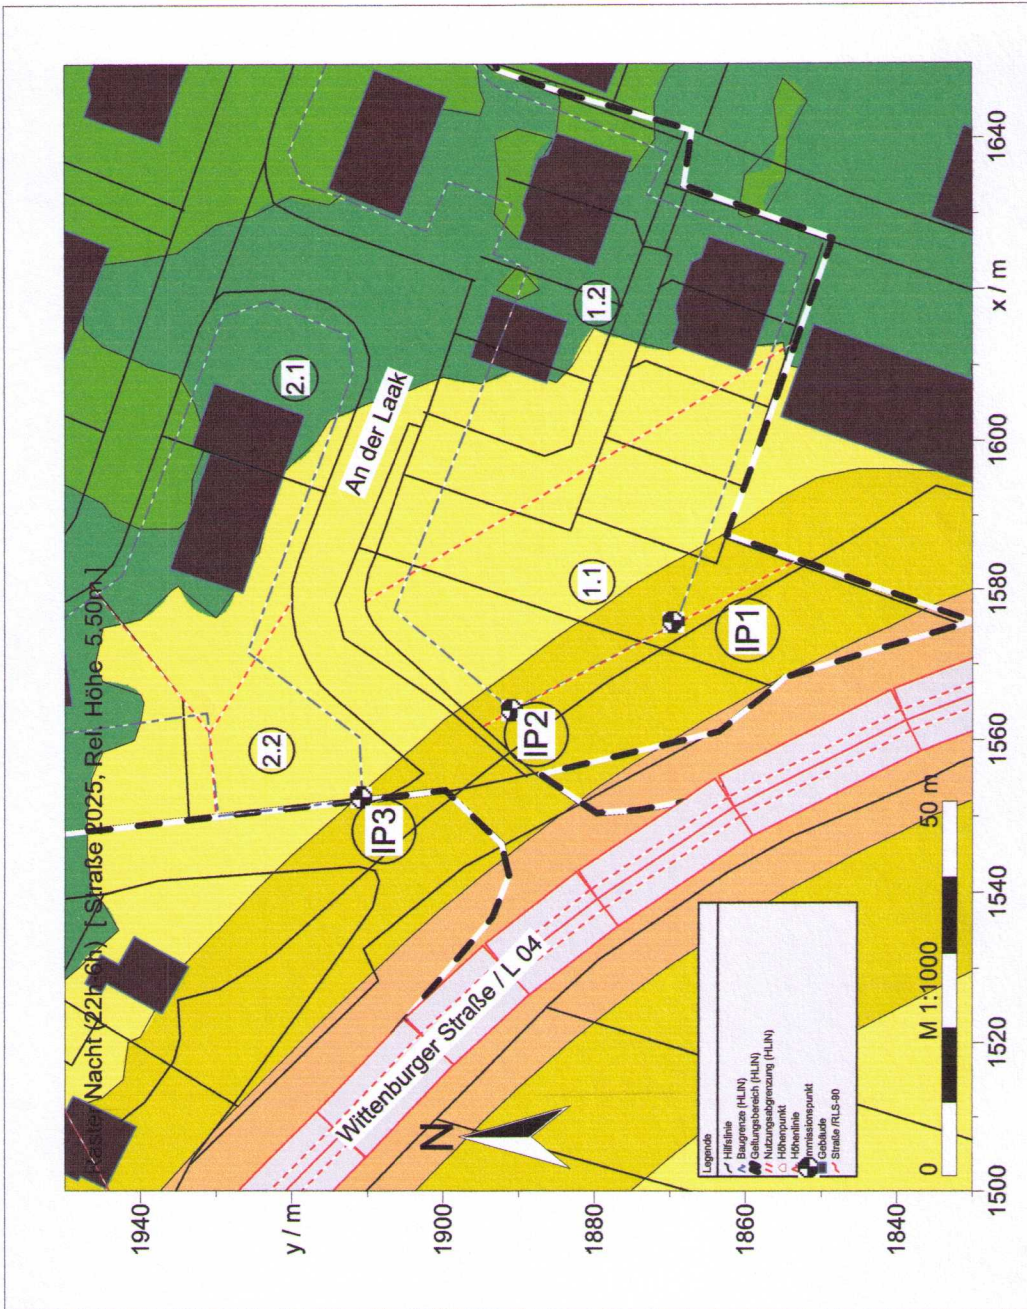 Raster Nacht (22h-6h) [ Straße 2025, Rel. Höhe 5,50m ]
1940
y / m
1900
1880
1860
1840
1500
1520
1540
1560
1580
1600
x / m
1640
2.1
2.2
1.1
1.2
An der Laak
IP1
IP2
IP3
Wittenburger Straße / L 04
N
Legende
Hilfslinie
Baugrenze (HLIN)
Geltungsbereich (HLIN)
Nutzungsabgrenzung (HLIN)
Höhenpunkt
Höhenlinie
Immissionspunkt
Gebäude
Straße /RLS-90
0
M 1:1000
50 m